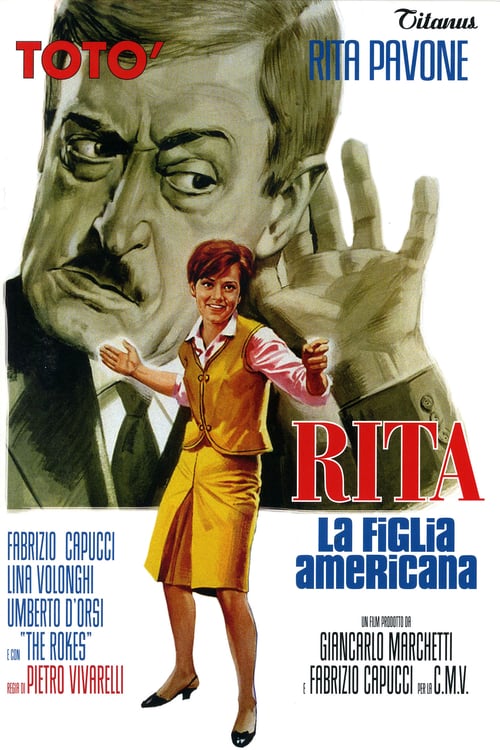 Titanus
TOTO'
RITA PAVONE
RITA
LA FiGLiA
americana
FABRIZIO CAPUCCI
LINA VOLONGHI
UMBERTO D'ORSI
E CON "THE ROKES"
REGIA DI PIETRO VIVARELLI
UN FILM PRODOTTO DA
GIANCARLO MARCHETTI
E FABRIZIO CAPUCCI PER LA C.M.V.